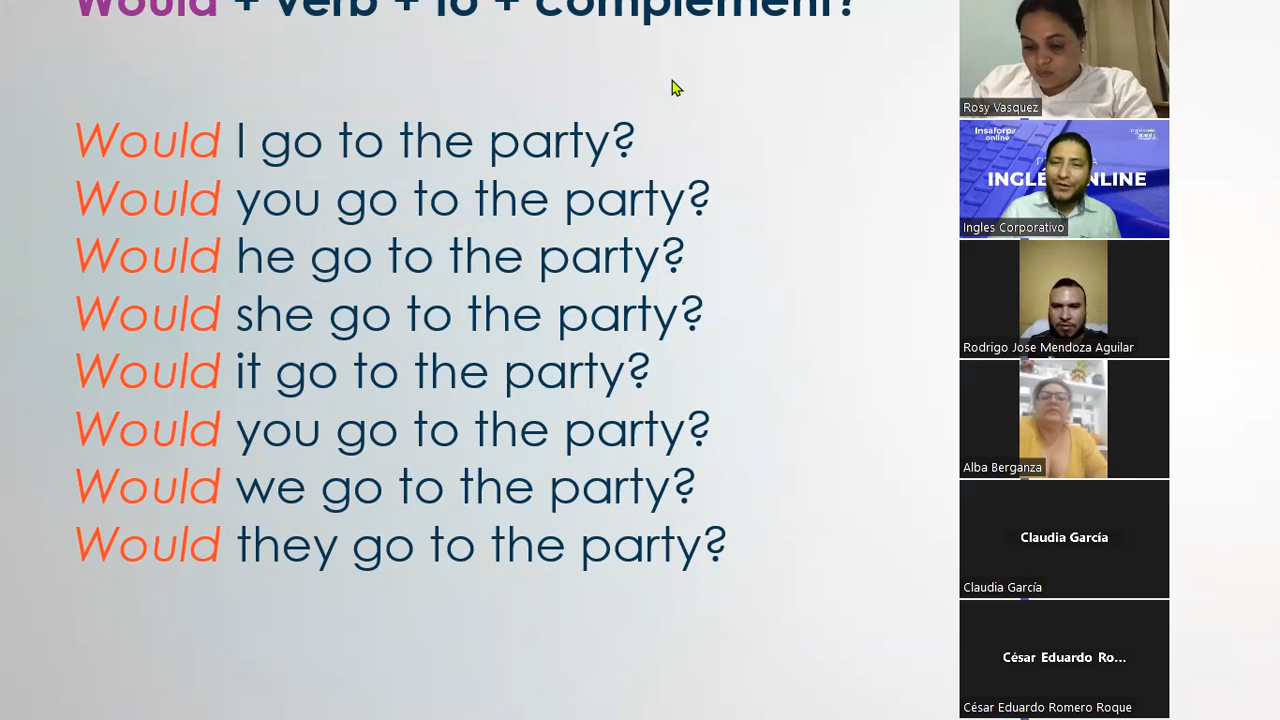 Would + verb + to + complement?
Would I go to the party?
Would you go to the party?
Would he go to the party?
Would she go to the party?
Would it go to the party?
Would you go to the party?
Would we go to the party?
Would they go to the party?
Rosy Vasquez
Insaforp
online
INGLÉ NLINE
Ingles Corporativo
Rodrigo Jose Mendoza Aguilar
Alba Berganza
Claudia García
Claudia García
César Eduardo Ro...
César Eduardo Romero Roque